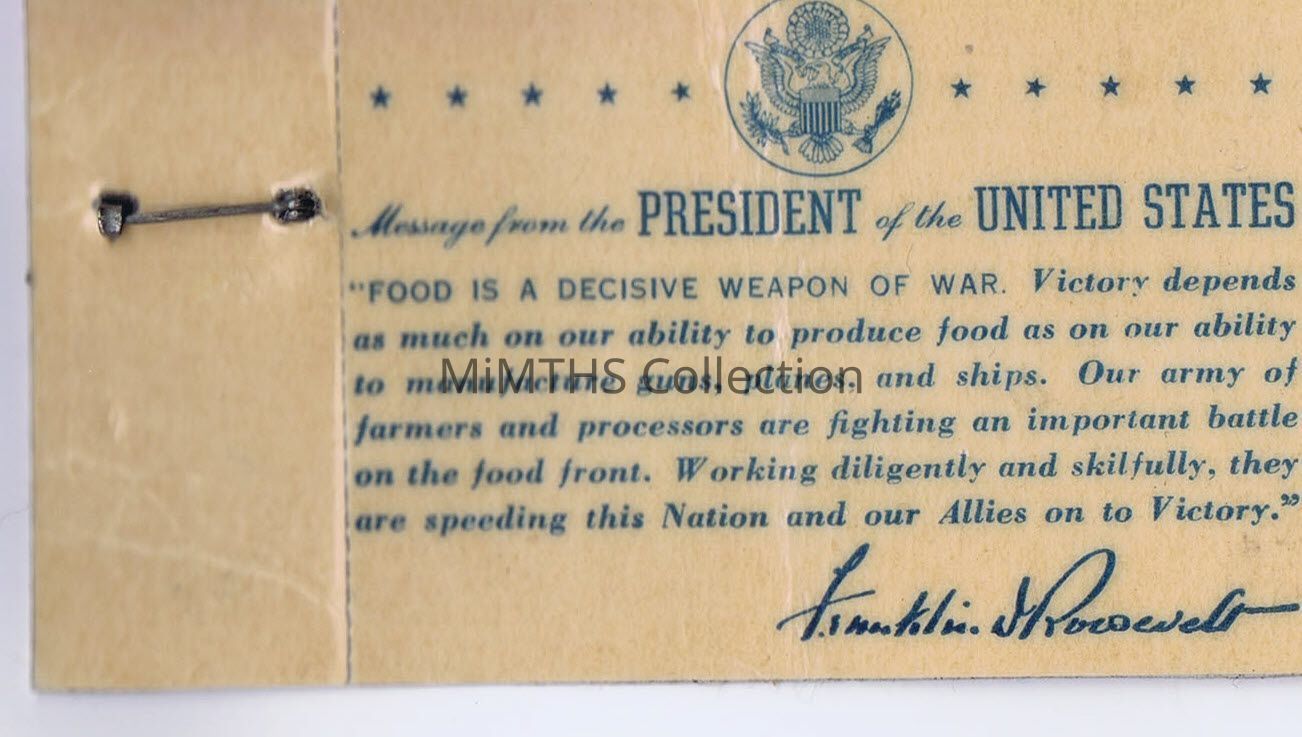 Message from the PRESIDENT of the UNITED STATES
"FOOD IS A DECISIVE WEAPON OF WAR. Victory depends
as much on our ability to produce food as on our ability
to manufacture guns, planes, and ships. Our army of
farmers and processors are fighting an important battle
on the food front. Working diligently and skilfully, they
are speeding this Nation and our Allies on to Victory."
Franklin D Roosevelt
MiMTHS Collection